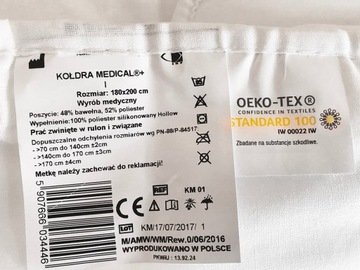 KOŁDRA MEDICAL®+
I
Rozmiar: 180x200 cm
Wyrób medyczny
Poszycie: 48% bawełna, 52% poliester
Wypełnienie: 100% poliester silikonowy Hollow
Prać zwinięte w rulon i związane
Dopuszczalne odchylenia rozmiarów wg PN-88/P-84517:
->70 cm do 140cm ±2cm
->140cm do 170 cm ±3cm
->170 cm ±4cm
Metkę należy zachować do reklamacji!
REF KM 01
LOT KM/17/07/2017/ 1
M/AMW/WM/Rew.0/06/2016
WYPRODUKOWANO W POLSCE
PKWiU : 13.92.24
OEKO-TEX®
CONFIDENCE IN TEXTILES
STANDARD 100
IW 00022 IW
Zbadane na substancje szkodliwe.